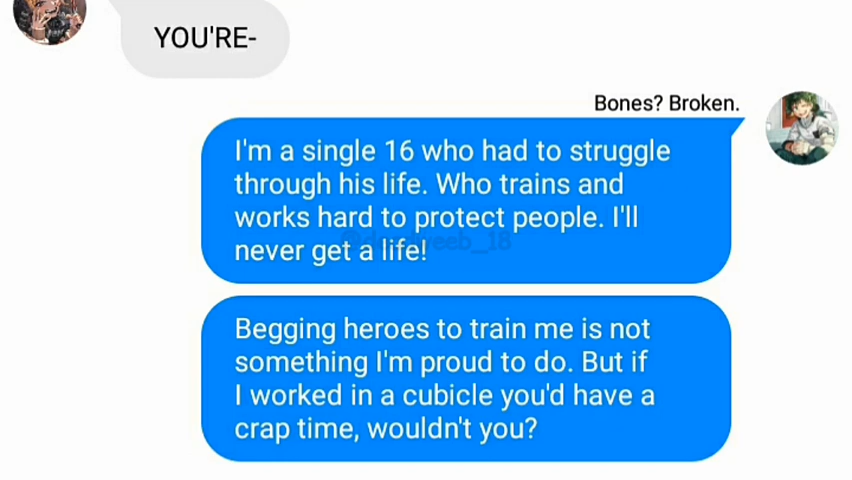 YOU'RE-
Bones? Broken.
I'm a single 16 who had to struggle
through his life. Who trains and
works hard to protect people. I'll
never get a life!
Begging heroes to train me is not
something I'm proud to do. But if
I worked in a cubicle you'd have a
crap time, wouldn't you?